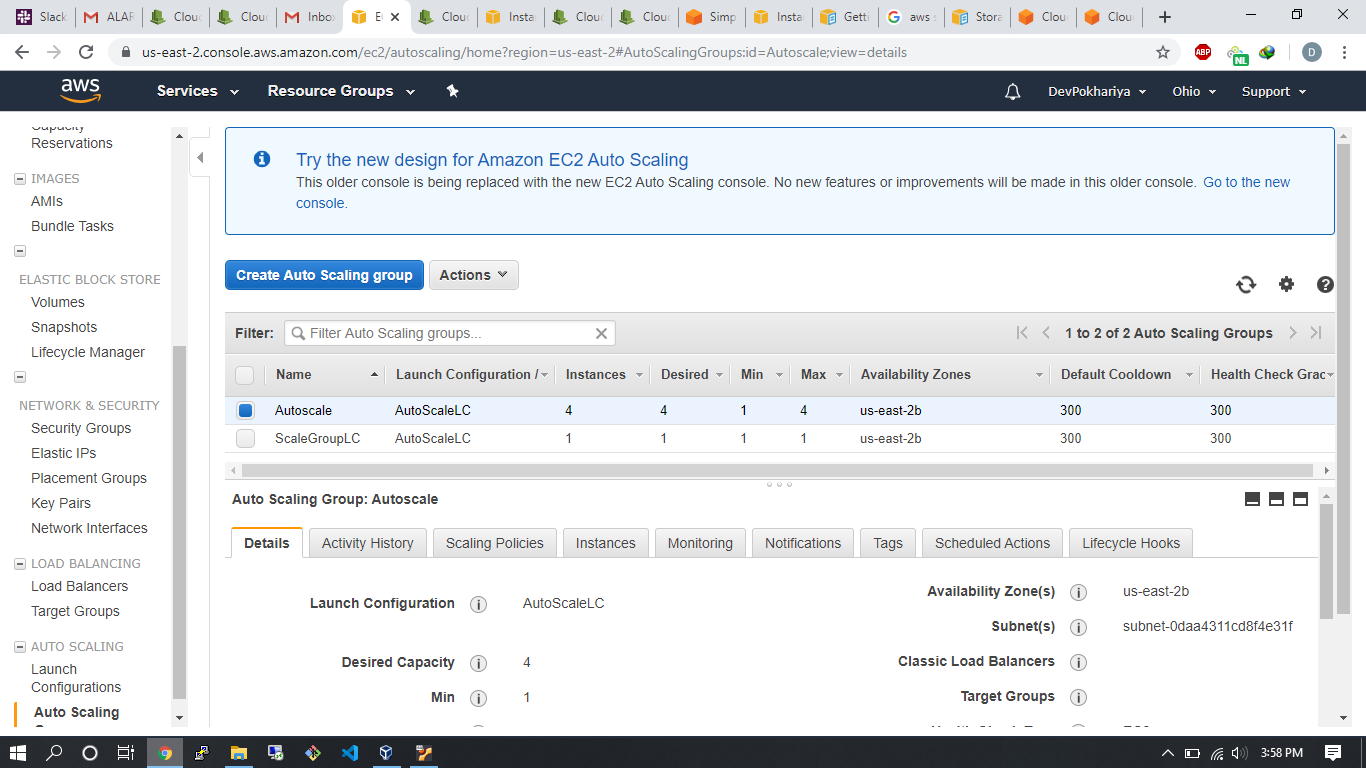 Slack
ALAR
Clou
Clou
Inbo
E
Clou
Insta
Clou
Clou
Simp
Insta
Getti
aws s
Stora
Clou
Clou
us-east-2.console.aws.amazon.com/ec2/autoscaling/home?region=us-east-2#AutoScalingGroups:id=Autoscale;view=details
ABP
NL
D
aws
Services
Resource Groups
DevPokhariya
Ohio
Support
Capacity
Reservations
IMAGES
AMIs
Bundle Tasks
ELASTIC BLOCK STORE
Volumes
Snapshots
Lifecycle Manager
NETWORK & SECURITY
Security Groups
Elastic IPs
Placement Groups
Key Pairs
Network Interfaces
LOAD BALANCING
Load Balancers
Target Groups
AUTO SCALING
Launch
Configurations
Auto Scaling
Try the new design for Amazon EC2 Auto Scaling
This older console is being replaced with the new EC2 Auto Scaling console. No new features or improvements will be made in this older console. Go to the new
console.
Create Auto Scaling group
Actions
Filter: Filter Auto Scaling groups...
1 to 2 of 2 Auto Scaling Groups
Name Launch Configuration / Instances Desired Min Max Availability Zones Default Cooldown Health Check Grac
Autoscale AutoScaleLC 4 4 1 4 us-east-2b 300 300
ScaleGroupLC AutoScaleLC 1 1 1 1 us-east-2b 300 300
Auto Scaling Group: Autoscale
Details Activity History Scaling Policies Instances Monitoring Notifications Tags Scheduled Actions Lifecycle Hooks
Launch Configuration AutoScaleLC
Desired Capacity 4
Min 1
Availability Zone(s) us-east-2b
Subnet(s) subnet-0daa4311cd8f4e31f
Classic Load Balancers
Target Groups
3:58 PM